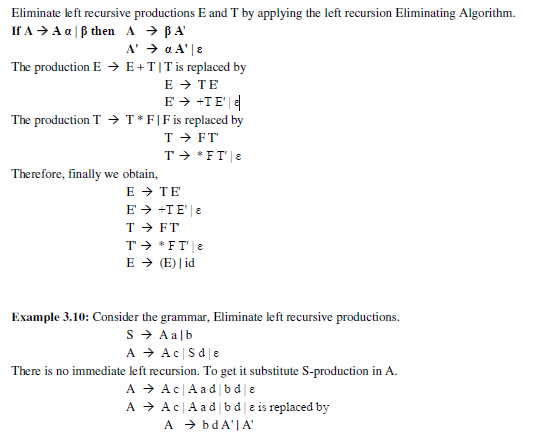 Eliminate left recursive productions E and T by applying the left recursion Eliminating Algorithm.
If A → A α | β then A → β A'
A' → α A' | ε
The production E → E + T | T is replaced by
E → T E'
E' → +T E' | ε
The production T → T * F | F is replaced by
T → F T'
T' → * F T' | ε
Therefore, finally we obtain,
E → T E'
E' → +T E' | ε
T → F T'
T' → * F T' | ε
E → (E) | id
Example 3.10: Consider the grammar, Eliminate left recursive productions.
S → A a | b
A → A c | S d | ε
There is no immediate left recursion. To get it substitute S-production in A.
A → A c | A a d | b d | ε
A → A c | A a d | b d | ε is replaced by
A → b d A' | A'